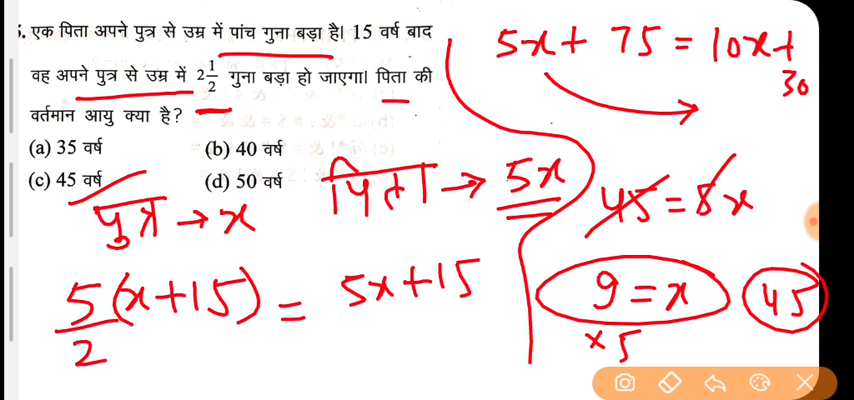 5. एक पिता अपने पुत्र से उम्र में पांच गुना बड़ा है। 15 वर्ष बाद
वह अपने पुत्र से उम्र में 2 1/2 गुना बड़ा हो जाएगा। पिता की
वर्तमान आयु क्या है?
(a) 35 वर्ष (b) 40 वर्ष
(c) 45 वर्ष (d) 50 वर्ष
पुत्र → x
पिता → 5x
5/2 (x+15) = 5x+15
5x + 75 = 10x + 30
45 = 5x
9 = x
× 5
45